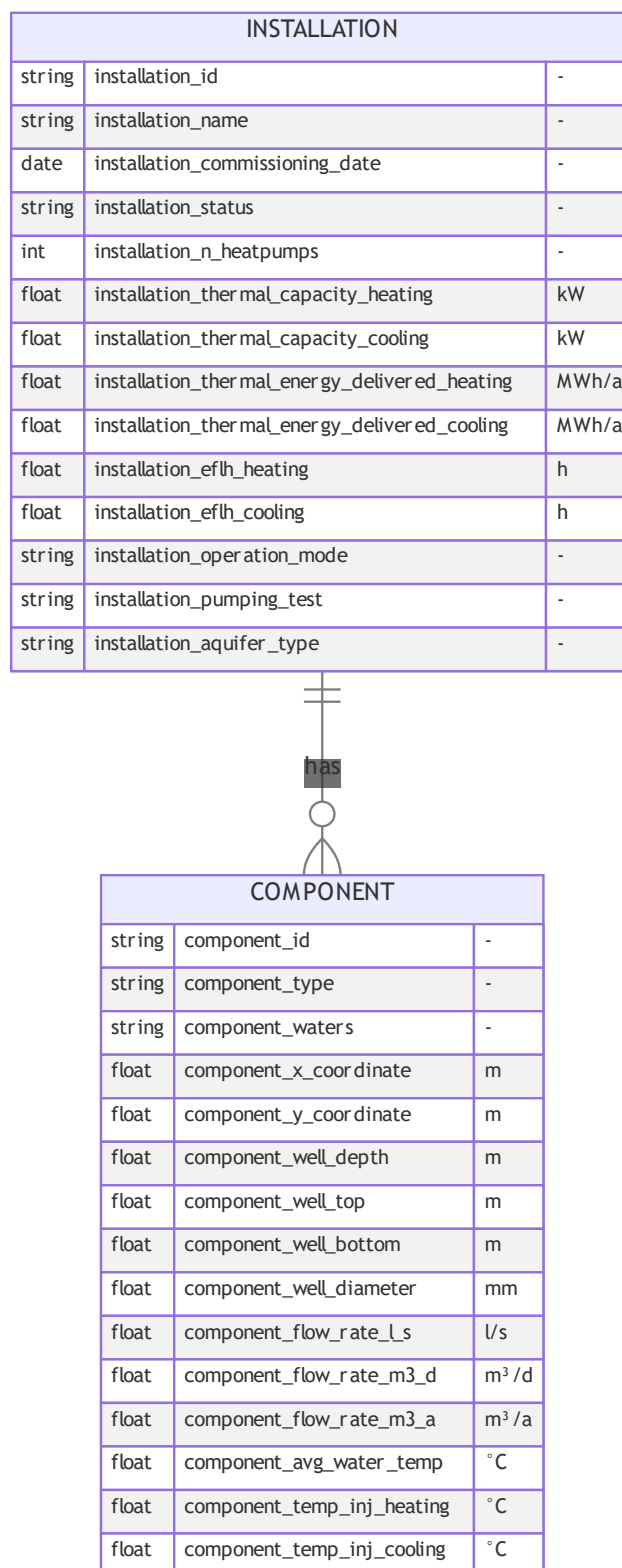 INSTALLATION
string installation_id -
string installation_name -
date installation_commissioning_date -
string installation_status -
int installation_n_heatpumps -
float installation_thermal_capacity_heating kW
float installation_thermal_capacity_cooling kW
float installation_thermal_energy_delivered_heating MWh/a
float installation_thermal_energy_delivered_cooling MWh/a
float installation_eflh_heating h
float installation_eflh_cooling h
string installation_operation_mode -
string installation_pumping_test -
string installation_aquifer_type -
has
COMPONENT
string component_id -
string component_type -
string component_waters -
float component_x_coordinate m
float component_y_coordinate m
float component_well_depth m
float component_well_top m
float component_well_bottom m
float component_well_diameter mm
float component_flow_rate_l_s l/s
float component_flow_rate_m3_d m³/d
float component_flow_rate_m3_a m³/a
float component_avg_water_temp °C
float component_temp_inj_heating °C
float component_temp_inj_cooling °C